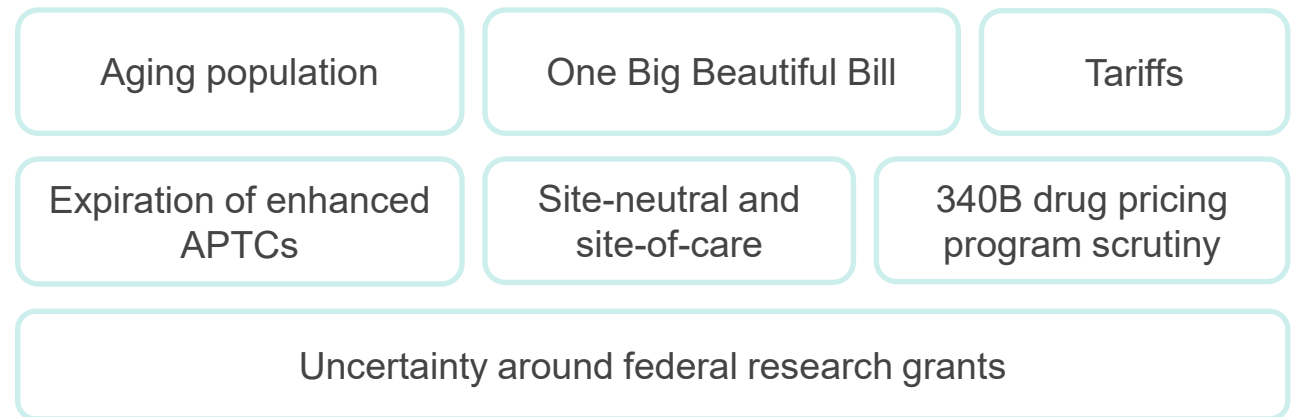 Aging population
One Big Beautiful Bill
Tariffs
Expiration of enhanced
APTCs
Site-neutral and
site-of-care
340B drug pricing
program scrutiny
Uncertainty around federal research grants